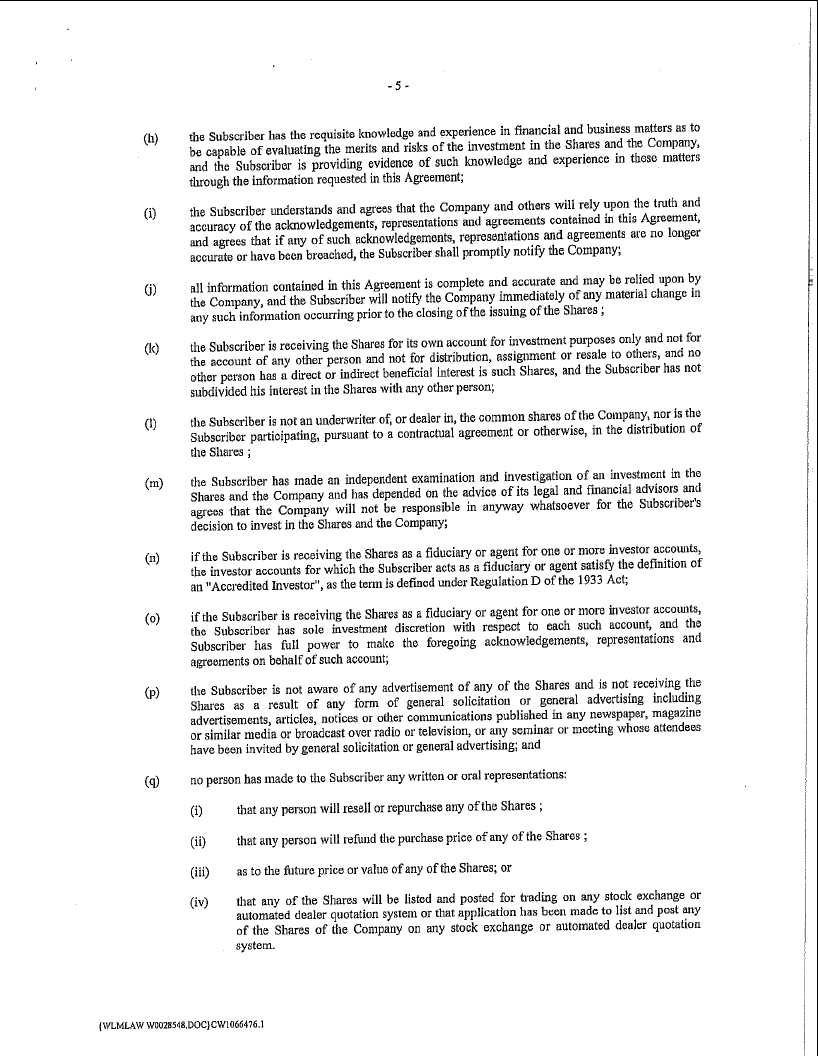 - 5 -
(h) the Subscriber has the requisite knowledge and experience in financial and business matters as to
be capable of evaluating the merits and risks of the investment in the Shares and the Company,
and the Subscriber is providing evidence of such knowledge and experience in these matters
through the information requested in this Agreement;
(i) the Subscriber understands and agrees that the Company and others will rely upon the truth and
accuracy of the acknowledgements, representations and agreements contained in this Agreement,
and agrees that if any of such acknowledgements, representations and agreements are no longer
accurate or have been breached, the Subscriber shall promptly notify the Company;
(j) all information contained in this Agreement is complete and accurate and may be relied upon by
the Company, and the Subscriber will notify the Company immediately of any material change in
any such information occurring prior to the closing of the issuing of the Shares ;
(k) the Subscriber is receiving the Shares for its own account for investment purposes only and not for
the account of any other person and not for distribution, assignment or resale to others, and no
other person has a direct or indirect beneficial interest is such Shares, and the Subscriber has not
subdivided his interest in the Shares with any other person;
(l) the Subscriber is not an underwriter of, or dealer in, the common shares of the Company, nor is the
Subscriber participating, pursuant to a contractual agreement or otherwise, in the distribution of
the Shares ;
(m) the Subscriber has made an independent examination and investigation of an investment in the
Shares and the Company and has depended on the advice of its legal and financial advisors and
agrees that the Company will not be responsible in anyway whatsoever for the Subscriber's
decision to invest in the Shares and the Company;
(n) if the Subscriber is receiving the Shares as a fiduciary or agent for one or more investor accounts,
the investor accounts for which the Subscriber acts as a fiduciary or agent satisfy the definition of
an "Accredited Investor", as the term is defined under Regulation D of the 1933 Act;
(o) if the Subscriber is receiving the Shares as a fiduciary or agent for one or more investor accounts,
the Subscriber has sole investment discretion with respect to each such account, and the
Subscriber has full power to make the foregoing acknowledgements, representations and
agreements on behalf of such account;
(p) the Subscriber is not aware of any advertisement of any of the Shares and is not receiving the
Shares as a result of any form of general solicitation or general advertising including
advertisements, articles, notices or other communications published in any newspaper, magazine
or similar media or broadcast over radio or television, or any seminar or meeting whose attendees
have been invited by general solicitation or general advertising; and
(q) no person has made to the Subscriber any written or oral representations:
(i) that any person will resell or repurchase any of the Shares ;
(ii) that any person will refund the purchase price of any of the Shares ;
(iii) as to the future price or value of any of the Shares; or
(iv) that any of the Shares will be listed and posted for trading on any stock exchange or
automated dealer quotation system or that application has been made to list and post any
of the Shares of the Company on any stock exchange or automated dealer quotation
system.
{WLMLAW W0028548.DOC}CW1066476.1